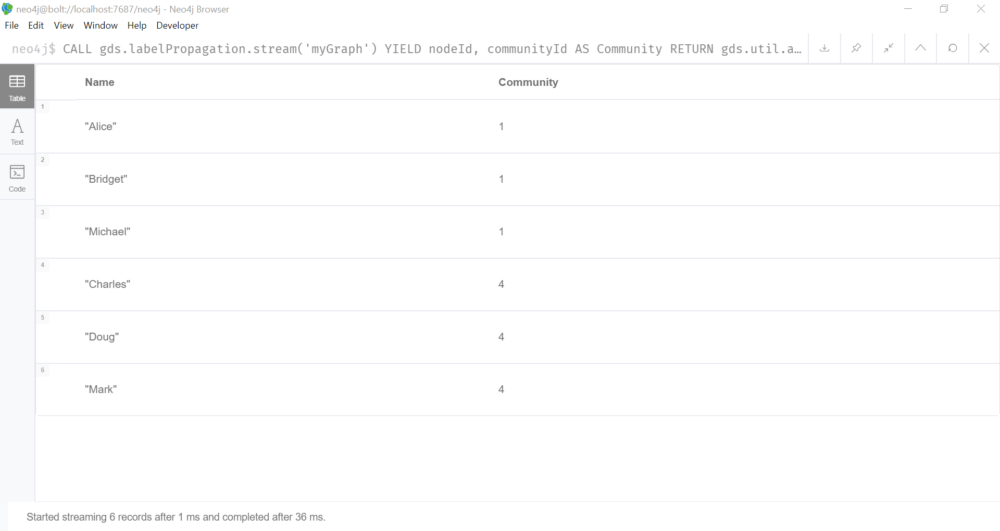 neo4j@bolt://localhost:7687/neo4j - Neo4j Browser
File Edit View Window Help Developer
neo4j$ CALL gds.labelPropagation.stream('myGraph') YIELD nodeId, communityId AS Community RETURN gds.util.a…
Table
Text
Code
Name Community
1
"Alice" 1
2
"Bridget" 1
3
"Michael" 1
4
"Charles" 4
5
"Doug" 4
6
"Mark" 4
Started streaming 6 records after 1 ms and completed after 36 ms.